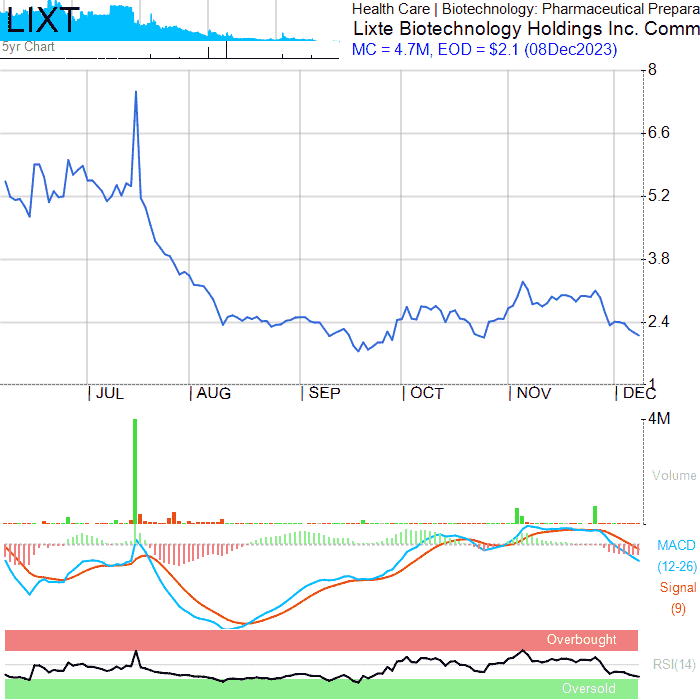 LIXT
5yr Chart
Health Care | Biotechnology: Pharmaceutical Prepara
Lixte Biotechnology Holdings Inc. Comm
MC = 4.7M, EOD = $2.1 (08Dec2023)
8
6.6
5.2
3.8
2.4
1
JUL AUG SEP OCT NOV DEC
4M
Volume
MACD
(12-26)
Signal
(9)
Overbought
RSI(14)
Oversold